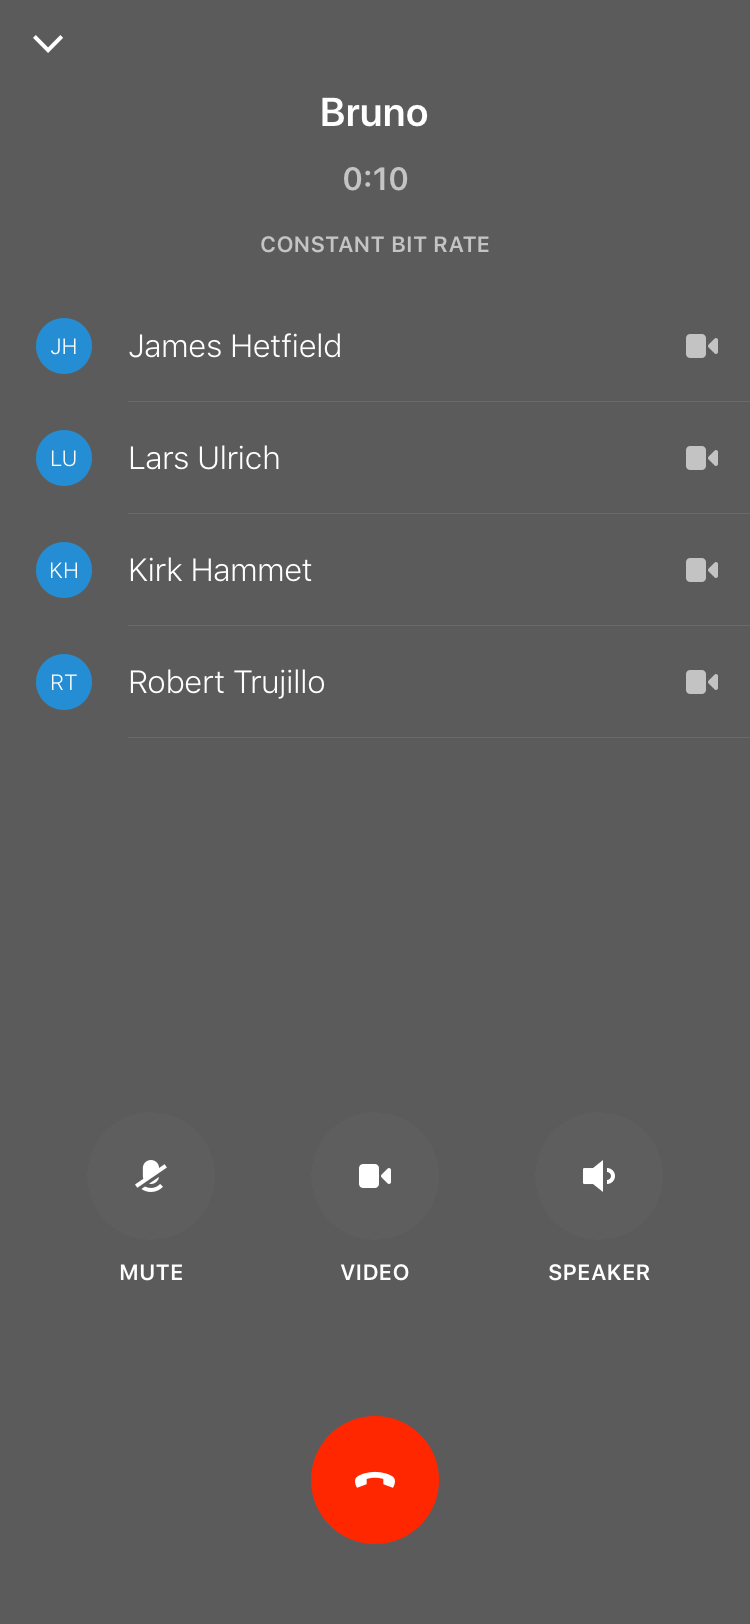 Bruno
0:10
CONSTANT BIT RATE
JH James Hetfield
LU Lars Ulrich
KH Kirk Hammet
RT Robert Trujillo
MUTE VIDEO SPEAKER